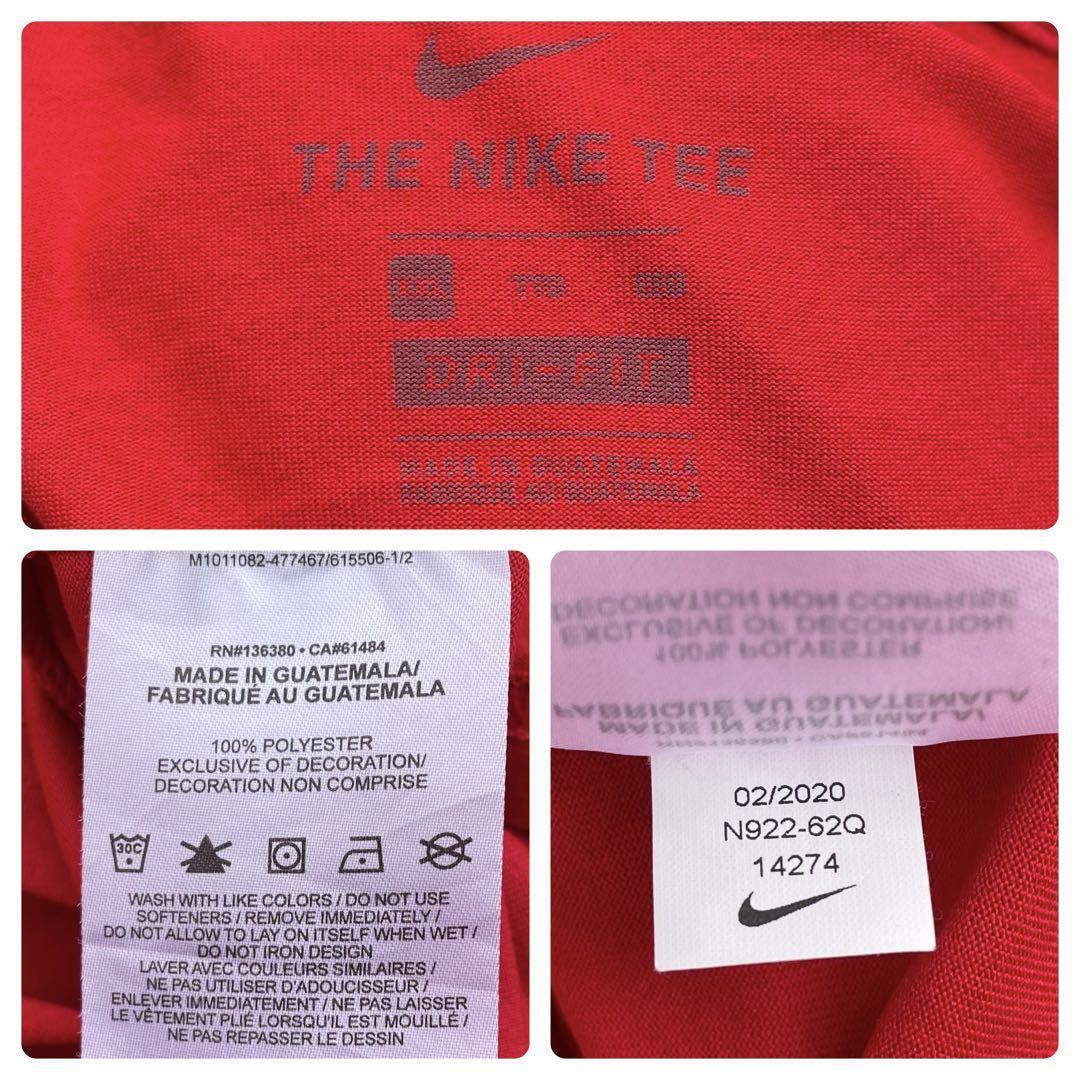 THE NIKE TEE
XXL TTG EEG
DRI-FIT
MADE IN GUATEMALA
FABRIQUÉ AU GUATEMALA
M1011082-477467/615506-1/2
RN#136380 • CA#61484
MADE IN GUATEMALA/
FABRIQUÉ AU GUATEMALA
100% POLYESTER
EXCLUSIVE OF DECORATION/
DECORATION NON COMPRISE
30C
WASH WITH LIKE COLORS / DO NOT USE
SOFTENERS / REMOVE IMMEDIATELY /
DO NOT ALLOW TO LAY ON ITSELF WHEN WET /
DO NOT IRON DESIGN
LAVER AVEC COULEURS SIMILAIRES /
NE PAS UTILISER D'ADOUCISSEUR /
ENLEVER IMMEDIATEMENT / NE PAS LAISSER
LE VÊTEMENT PLIÉ LORSQU'IL EST MOUILLÉ /
NE PAS REPASSER LE DESSIN
DECORATION NON COMPRISE
EXCLUSIVE OF DECORATION/
100% POLYESTER
FABRIQUÉ AU GUATEMALA
MADE IN GUATEMALA/
02/2020
N922-62Q
14274